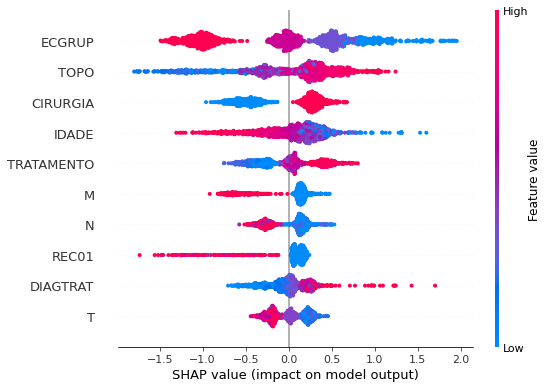 High
ECGRUP
TOPO
CIRURGIA
IDADE
TRATAMENTO
M
N
REC01
DIAGTRAT
T
Feature value
Low
−1.5 −1.0 −0.5 0.0 0.5 1.0 1.5 2.0
SHAP value (impact on model output)